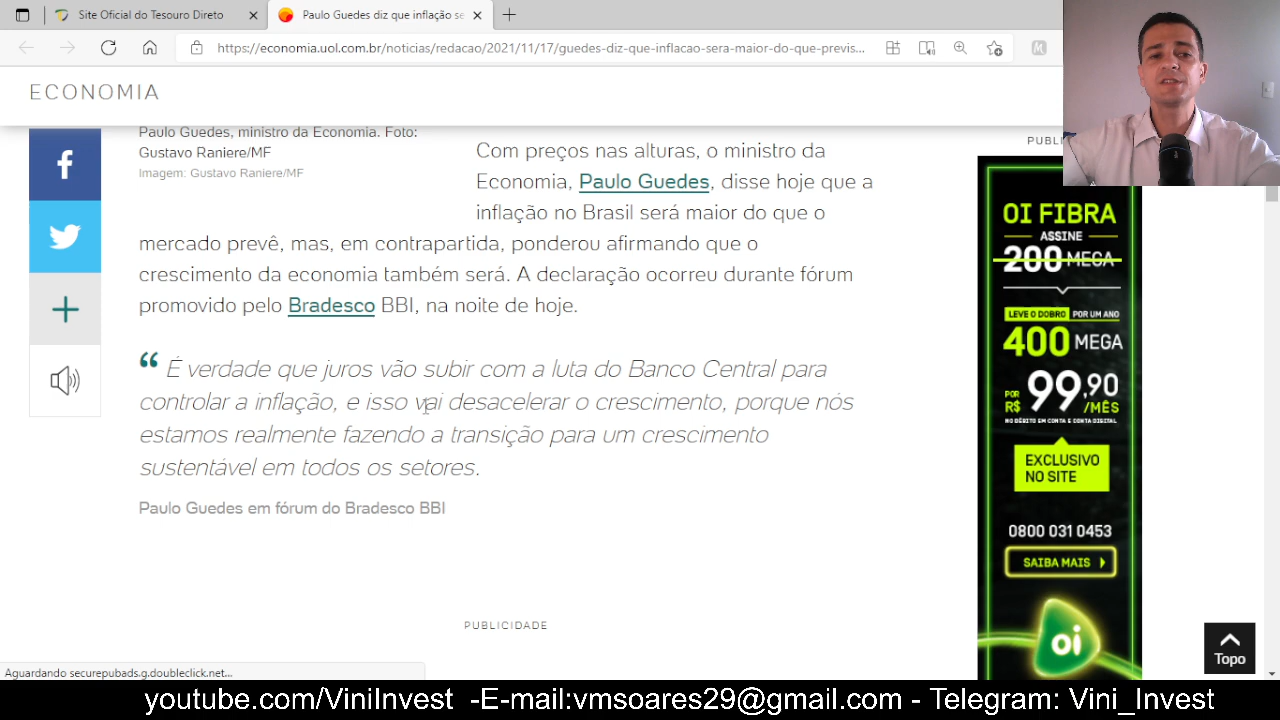 Site Oficial do Tesouro Direto
Paulo Guedes diz que inflação se
https://economia.uol.com.br/noticias/redacao/2021/11/17/guedes-diz-que-inflacao-sera-maior-do-que-previs...
ECONOMIA
Paulo Guedes, ministro da Economia. Foto:
Gustavo Raniere/MF
Imagem: Gustavo Raniere/MF
Com preços nas alturas, o ministro da
Economia, Paulo Guedes, disse hoje que a
inflação no Brasil será maior do que o
mercado prevê, mas, em contrapartida, ponderou afirmando que o
crescimento da economia também será. A declaração ocorreu durante fórum
promovido pelo Bradesco BBI, na noite de hoje.
“ É verdade que juros vão subir com a luta do Banco Central para
controlar a inflação, e isso vai desacelerar o crescimento, porque nós
estamos realmente fazendo a transição para um crescimento
sustentável em todos os setores.
Paulo Guedes em fórum do Bradesco BBI
PUBLICIDADE
PUBLI
OI FIBRA
ASSINE
200 MEGA
LEVE O DOBRO POR UM ANO
400 MEGA
POR
R$ 99,90
/MÊS
NO DÉBITO EM CONTA E CONTA DIGITAL
EXCLUSIVO
NO SITE
0800 031 0453
SAIBA MAIS
oi
Topo
Aguardando securepubads.g.doubleclick.net...
youtube.com/ViniInvest -E-mail:vmsoares29@gmail.com - Telegram: Vini_Invest